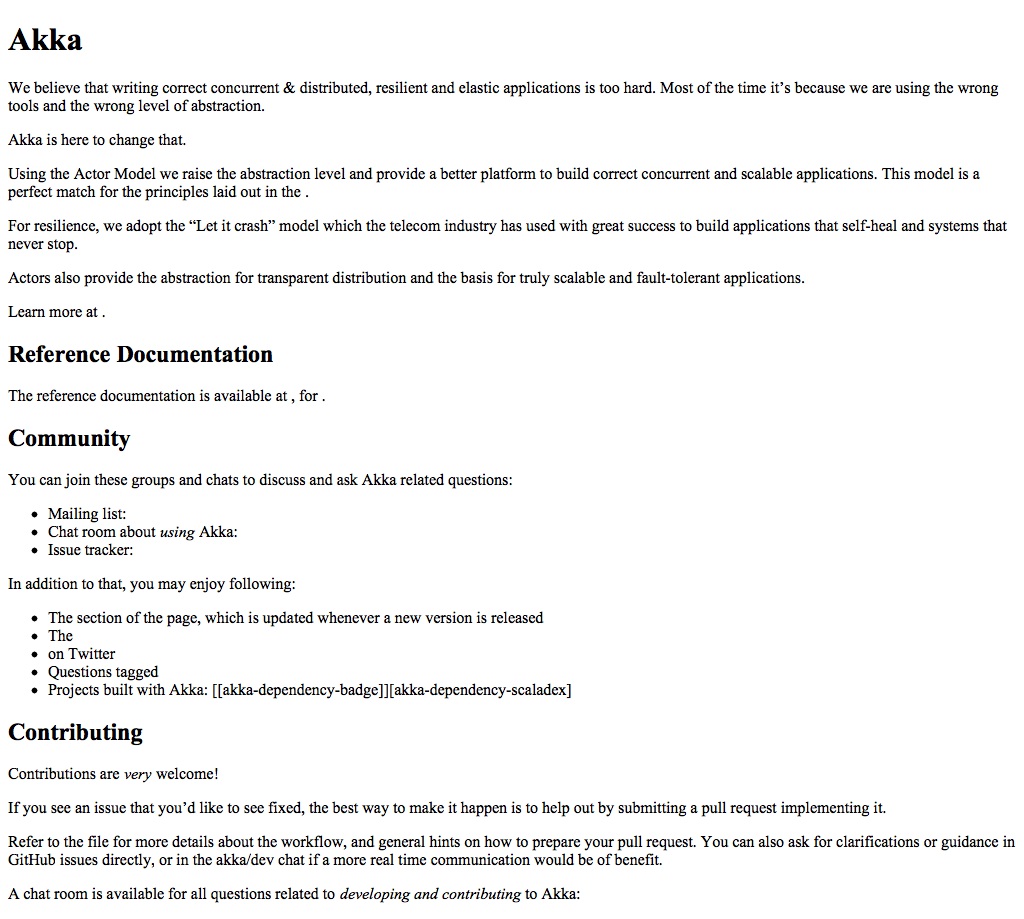 Akka
We believe that writing correct concurrent & distributed, resilient and elastic applications is too hard. Most of the time it’s because we are using the wrong
tools and the wrong level of abstraction.
Akka is here to change that.
Using the Actor Model we raise the abstraction level and provide a better platform to build correct concurrent and scalable applications. This model is a
perfect match for the principles laid out in the .
For resilience, we adopt the “Let it crash” model which the telecom industry has used with great success to build applications that self-heal and systems that
never stop.
Actors also provide the abstraction for transparent distribution and the basis for truly scalable and fault-tolerant applications.
Learn more at .
Reference Documentation
The reference documentation is available at , for .
Community
You can join these groups and chats to discuss and ask Akka related questions:
• Mailing list:
• Chat room about using Akka:
• Issue tracker:
In addition to that, you may enjoy following:
• The section of the page, which is updated whenever a new version is released
• The
• on Twitter
• Questions tagged
• Projects built with Akka: [[akka-dependency-badge]][akka-dependency-scaladex]
Contributing
Contributions are very welcome!
If you see an issue that you’d like to see fixed, the best way to make it happen is to help out by submitting a pull request implementing it.
Refer to the file for more details about the workflow, and general hints on how to prepare your pull request. You can also ask for clarifications or guidance in
GitHub issues directly, or in the akka/dev chat if a more real time communication would be of benefit.
A chat room is available for all questions related to developing and contributing to Akka: